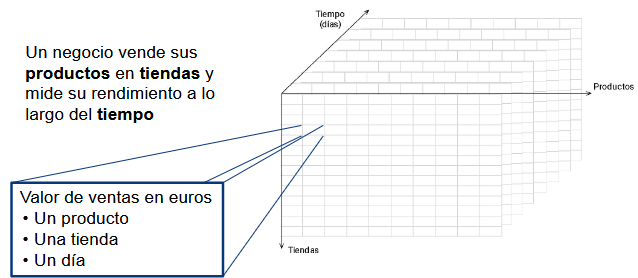 Un negocio vende sus
productos en tiendas y
mide su rendimiento a lo
largo del tiempo
Tiempo
(días)
Productos
Tiendas
Valor de ventas en euros
• Un producto
• Una tienda
• Un día